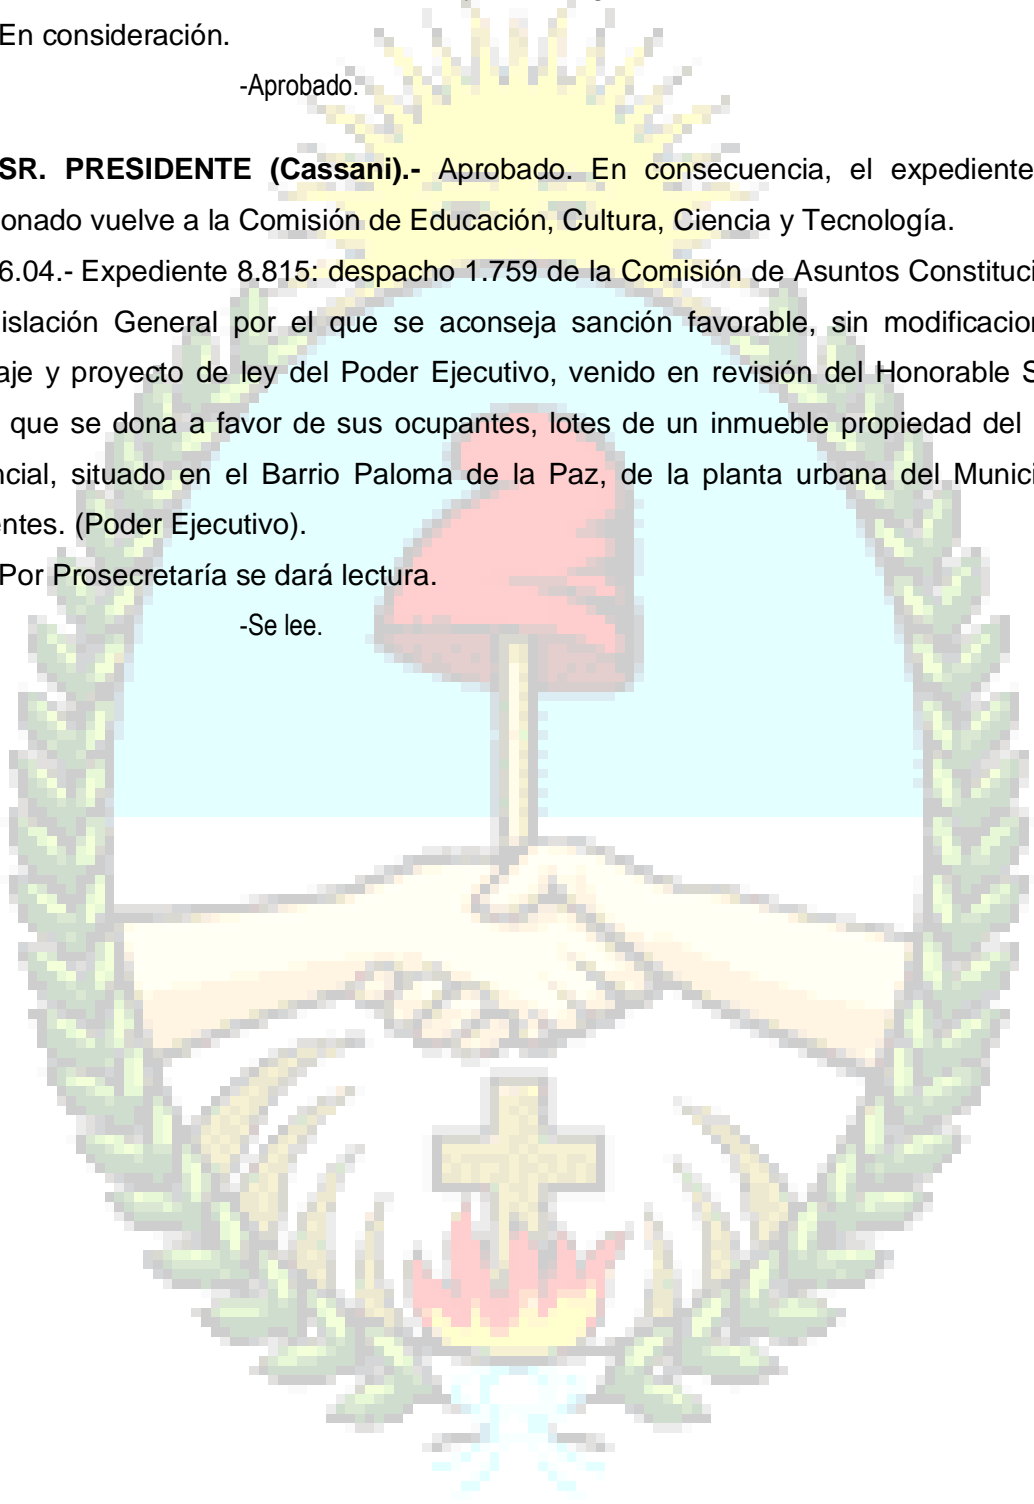 En consideración.
-Aprobado.
SR. PRESIDENTE (Cassani).- Aprobado. En consecuencia, el expediente
onado vuelve a la Comisión de Educación, Cultura, Ciencia y Tecnología.
6.04.- Expediente 8.815: despacho 1.759 de la Comisión de Asuntos Constituci
islación General por el que se aconseja sanción favorable, sin modificacion
aje y proyecto de ley del Poder Ejecutivo, venido en revisión del Honorable S
que se dona a favor de sus ocupantes, lotes de un inmueble propiedad del
ncial, situado en el Barrio Paloma de la Paz, de la planta urbana del Munici
entes. (Poder Ejecutivo).
Por Prosecretaría se dará lectura.
-Se lee.